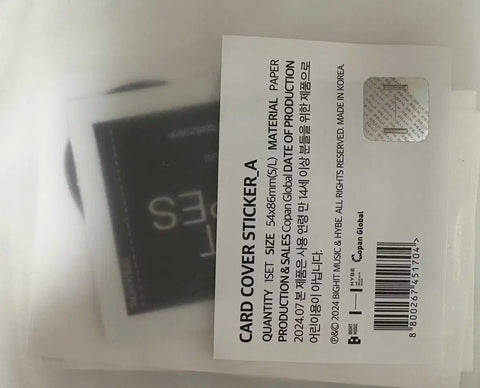 CARD COVER STICKER_A
QUANTITY 1SET SIZE 54x86mm(S/L) MATERIAL PAPER
PRODUCTION & SALES Copan Global DATE OF PRODUCTION
2024.07 본 제품은 사용 연령 만 14세 이상 분들을 위한 제품으로
어린이용이 아닙니다.
℗&© 2024 BIGHIT MUSIC & HYBE. ALL RIGHTS RESERVED. MADE IN KOREA.
BIGHIT MUSIC
HYBE
Copan Global
8 800267 451704 >